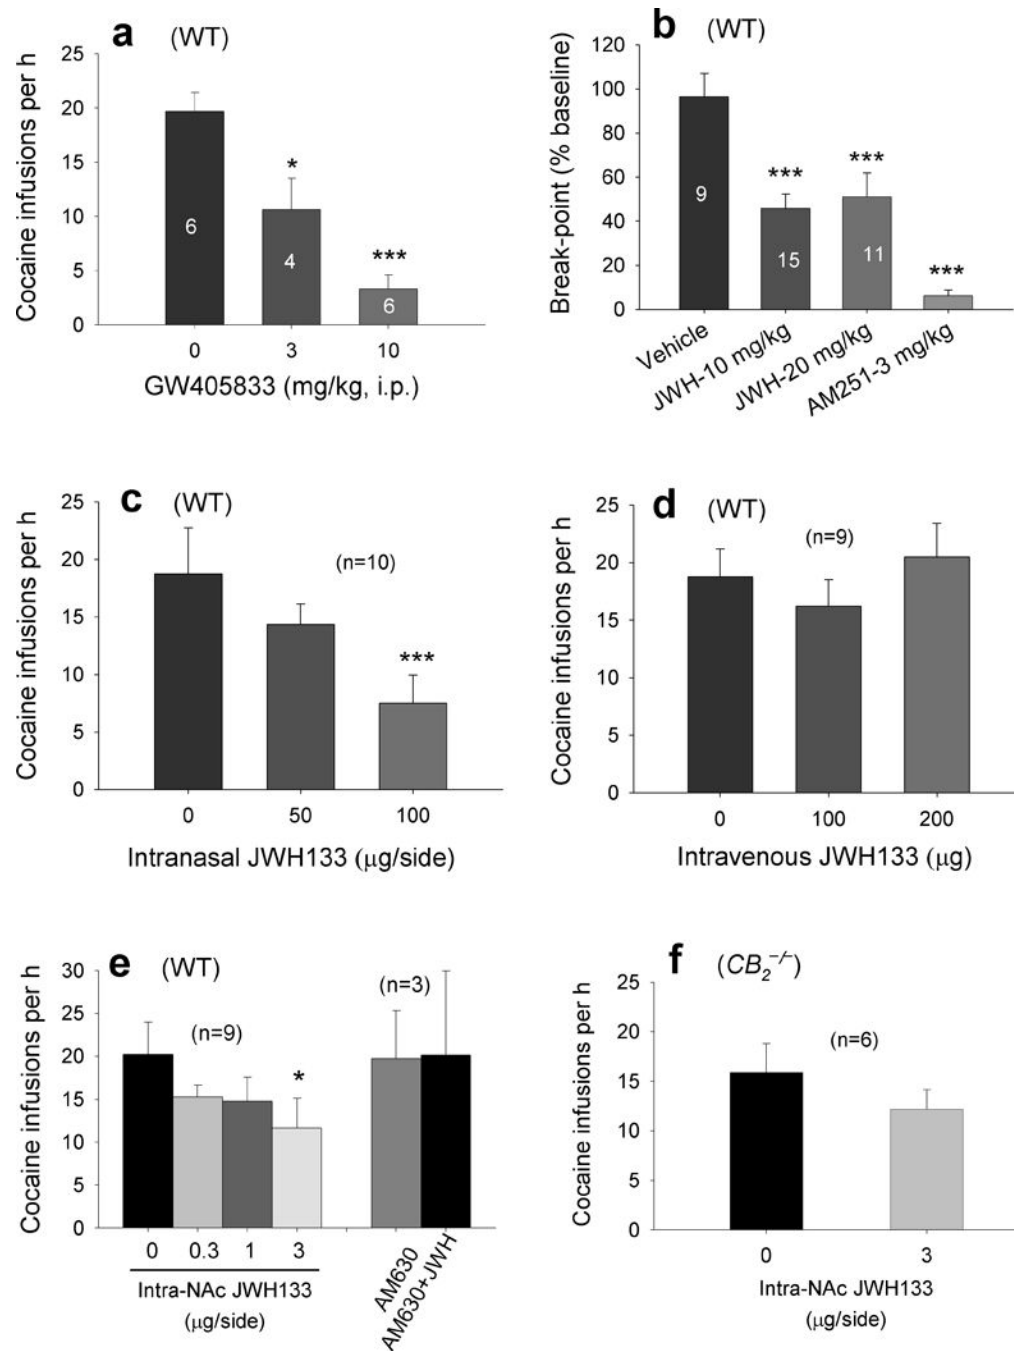 a (WT)
Cocaine infusions per h
25
20
15
10
5
0
6
4
6
*
***
0 3 10
GW405833 (mg/kg, i.p.)
b (WT)
Break-point (% baseline)
120
100
80
60
40
20
0
9
15
11
***
***
***
Vehicle
JWH-10 mg/kg
JWH-20 mg/kg
AM251-3 mg/kg
c (WT)
Cocaine infusions per h
25
20
15
10
5
0
(n=10)
***
0 50 100
Intranasal JWH133 (μg/side)
d (WT)
Cocaine infusions per h
25
20
15
10
5
0
(n=9)
0 100 200
Intravenous JWH133 (μg)
e (WT)
Cocaine infusions per h
30
25
20
15
10
5
0
(n=9)
*
(n=3)
0 0.3 1 3
Intra-NAc JWH133
(μg/side)
AM630
AM630+JWH
f (CB₂⁻/⁻)
Cocaine infusions per h
25
20
15
10
5
0
(n=6)
0 3
Intra-NAc JWH133
(μg/side)